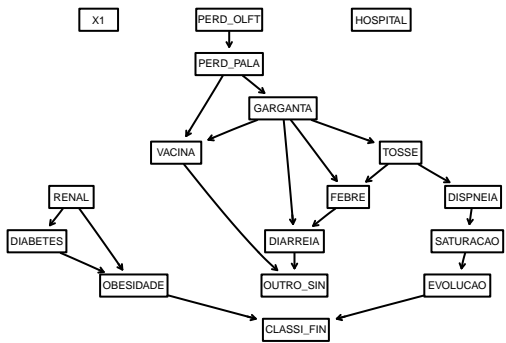 X1
PERD_OLFT
HOSPITAL
PERD_PALA
GARGANTA
VACINA
TOSSE
RENAL
FEBRE
DISPNEIA
DIABETES
DIARREIA
SATURACAO
OBESIDADE
OUTRO_SIN
EVOLUCAO
CLASSI_FIN